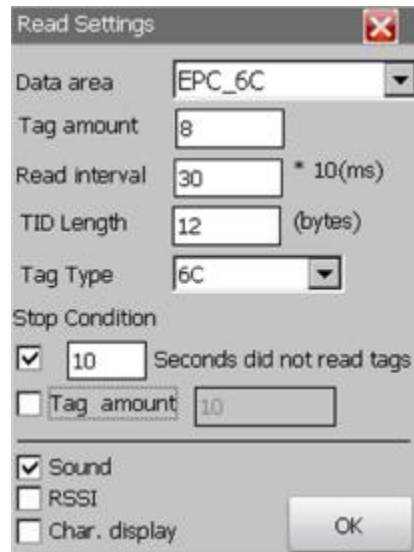 Read Settings
Data area EPC_6C
Tag amount 8
Read interval 30 * 10(ms)
TID Length 12 (bytes)
Tag Type 6C
Stop Condition
10 Seconds did not read tags
Tag amount 10
Sound
RSSI
Char. display OK